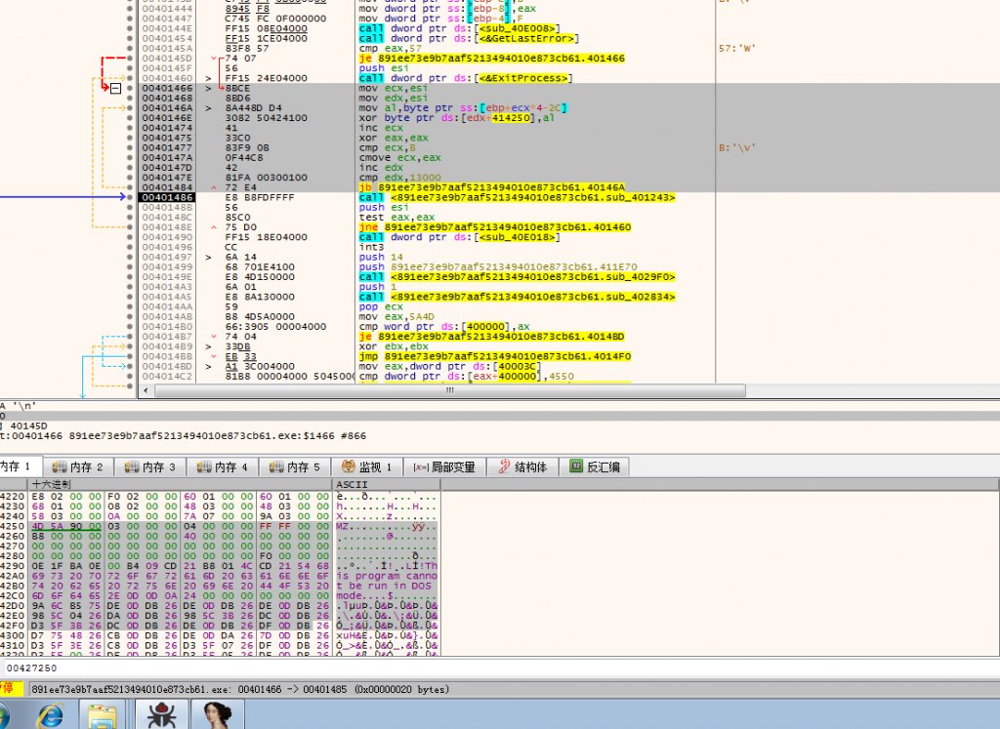 00401444 8945 F8 mov dword ptr ss:[ebp-8],eax
00401447 C745 FC 0F000000 mov dword ptr ss:[ebp-4],F
0040144E FF15 08E04000 call dword ptr ds:[<sub_40E008>]
00401454 FF15 1CE04000 call dword ptr ds:[<&GetLastError>]
0040145A 83F8 57 cmp eax,57 57:'W'
0040145D 74 07 je 891ee73e9b7aaf5213494010e873cb61.401466
0040145F 56 push esi
00401460 > FF15 24E04000 call dword ptr ds:[<&ExitProcess>]
00401466 > 8BCE mov ecx,esi
00401468 8BD6 mov edx,esi
0040146A > 8A448D D4 mov al,byte ptr ss:[ebp+ecx*4-2C]
0040146E 3082 50424100 xor byte ptr ds:[edx+414250],al
00401474 41 inc ecx
00401475 33C0 xor eax,eax
00401477 83F9 0B cmp ecx,B B:'\v'
0040147A 0F44C8 cmove ecx,eax
0040147D 42 inc edx
0040147E 81FA 00300100 cmp edx,13000
00401484 72 E4 jb 891ee73e9b7aaf5213494010e873cb61.40146A
00401486 E8 B8FDFFFF call <891ee73e9b7aaf5213494010e873cb61.sub_401243>
0040148B 56 push esi
0040148C 85C0 test eax,eax
0040148E 75 D0 jne 891ee73e9b7aaf5213494010e873cb61.401460
00401490 FF15 18E04000 call dword ptr ds:[<sub_40E018>]
00401496 CC int3
00401497 > 6A 14 push 14
00401499 68 701E4100 push 891ee73e9b7aaf5213494010e873cb61.411E70
0040149E E8 4D150000 call <891ee73e9b7aaf5213494010e873cb61.sub_4029F0>
004014A3 6A 01 push 1
004014A5 E8 8A130000 call <891ee73e9b7aaf5213494010e873cb61.sub_402834>
004014AA 59 pop ecx
004014AB B8 4D5A0000 mov eax,5A4D
004014B0 66:3905 00004000 cmp word ptr ds:[400000],ax
004014B7 74 04 je 891ee73e9b7aaf5213494010e873cb61.4014BD
004014B9 > 33DB xor ebx,ebx
004014BB EB 33 jmp 891ee73e9b7aaf5213494010e873cb61.4014F0
004014BD > A1 3C004000 mov eax,dword ptr ds:[40003C]
004014C2 81B8 00004000 5045000 cmp dword ptr ds:[eax+400000],4550
A '\n'
0
40145D
t:00401466 891ee73e9b7aaf5213494010e873cb61.exe:$1466 #866
内存 1 内存 2 内存 3 内存 4 内存 5 监视 1 [x=] 局部变量 结构体 反汇编
十六进制 ASCII
4220 E8 02 00 00 F0 02 00 00 60 01 00 00 60 01 00 00 è...ð...`...`...
4230 68 01 00 00 08 02 00 00 48 03 00 00 48 03 00 00 h.......H...H...
4240 58 03 00 00 0A 00 00 00 7A 07 00 00 9A 03 00 00 X.......z.......
4250 4D 5A 90 00 03 00 00 00 04 00 00 00 FF FF 00 00 MZ..........ÿÿ..
4260 B8 00 00 00 00 00 00 00 40 00 00 00 00 00 00 00 ¸.......@.......
4270 00 00 00 00 00 00 00 00 00 00 00 00 00 00 00 00 ................
4280 00 00 00 00 00 00 00 00 00 00 00 00 F0 00 00 00 ............ð...
4290 0E 1F BA 0E 00 B4 09 CD 21 B8 01 4C CD 21 54 68 ..º..´.Í!¸.LÍ!Th
42A0 69 73 20 70 72 6F 67 72 61 6D 20 63 61 6E 6E 6F is program canno
42B0 74 20 62 65 20 72 75 6E 20 69 6E 20 44 4F 53 20 t be run in DOS
42C0 6D 6F 64 65 2E 0D 0D 0A 24 00 00 00 00 00 00 00 mode....$.......
42D0 9A 6C B5 75 DE 0D DB 26 DE 0D DB 26 DE 0D DB 26 .lµuÞ.Û&Þ.Û&Þ.Û&
42E0 98 5C 04 26 DA 0D DB 26 98 5C 3B 26 DC 0D DB 26 .\.&Ú.Û&.\;&Ü.Û&
42F0 D3 5F 3B 26 DC 0D DB 26 DE 0D DB 26 DF 0D DB 26
4300 D7 75 48 26 CB 0D DB 26 DE 0D DA 26 7D 0D DB 26
4310 D3 5F 3E 26 C8 0D DB 26 D3 5F 07 26 DF 0D DB 26 Ó_>&È.Û&Ó_.&ß.Û&
00427250
暂停 891ee73e9b7aaf5213494010e873cb61.exe: 00401466 -> 00401485 (0x00000020 bytes)